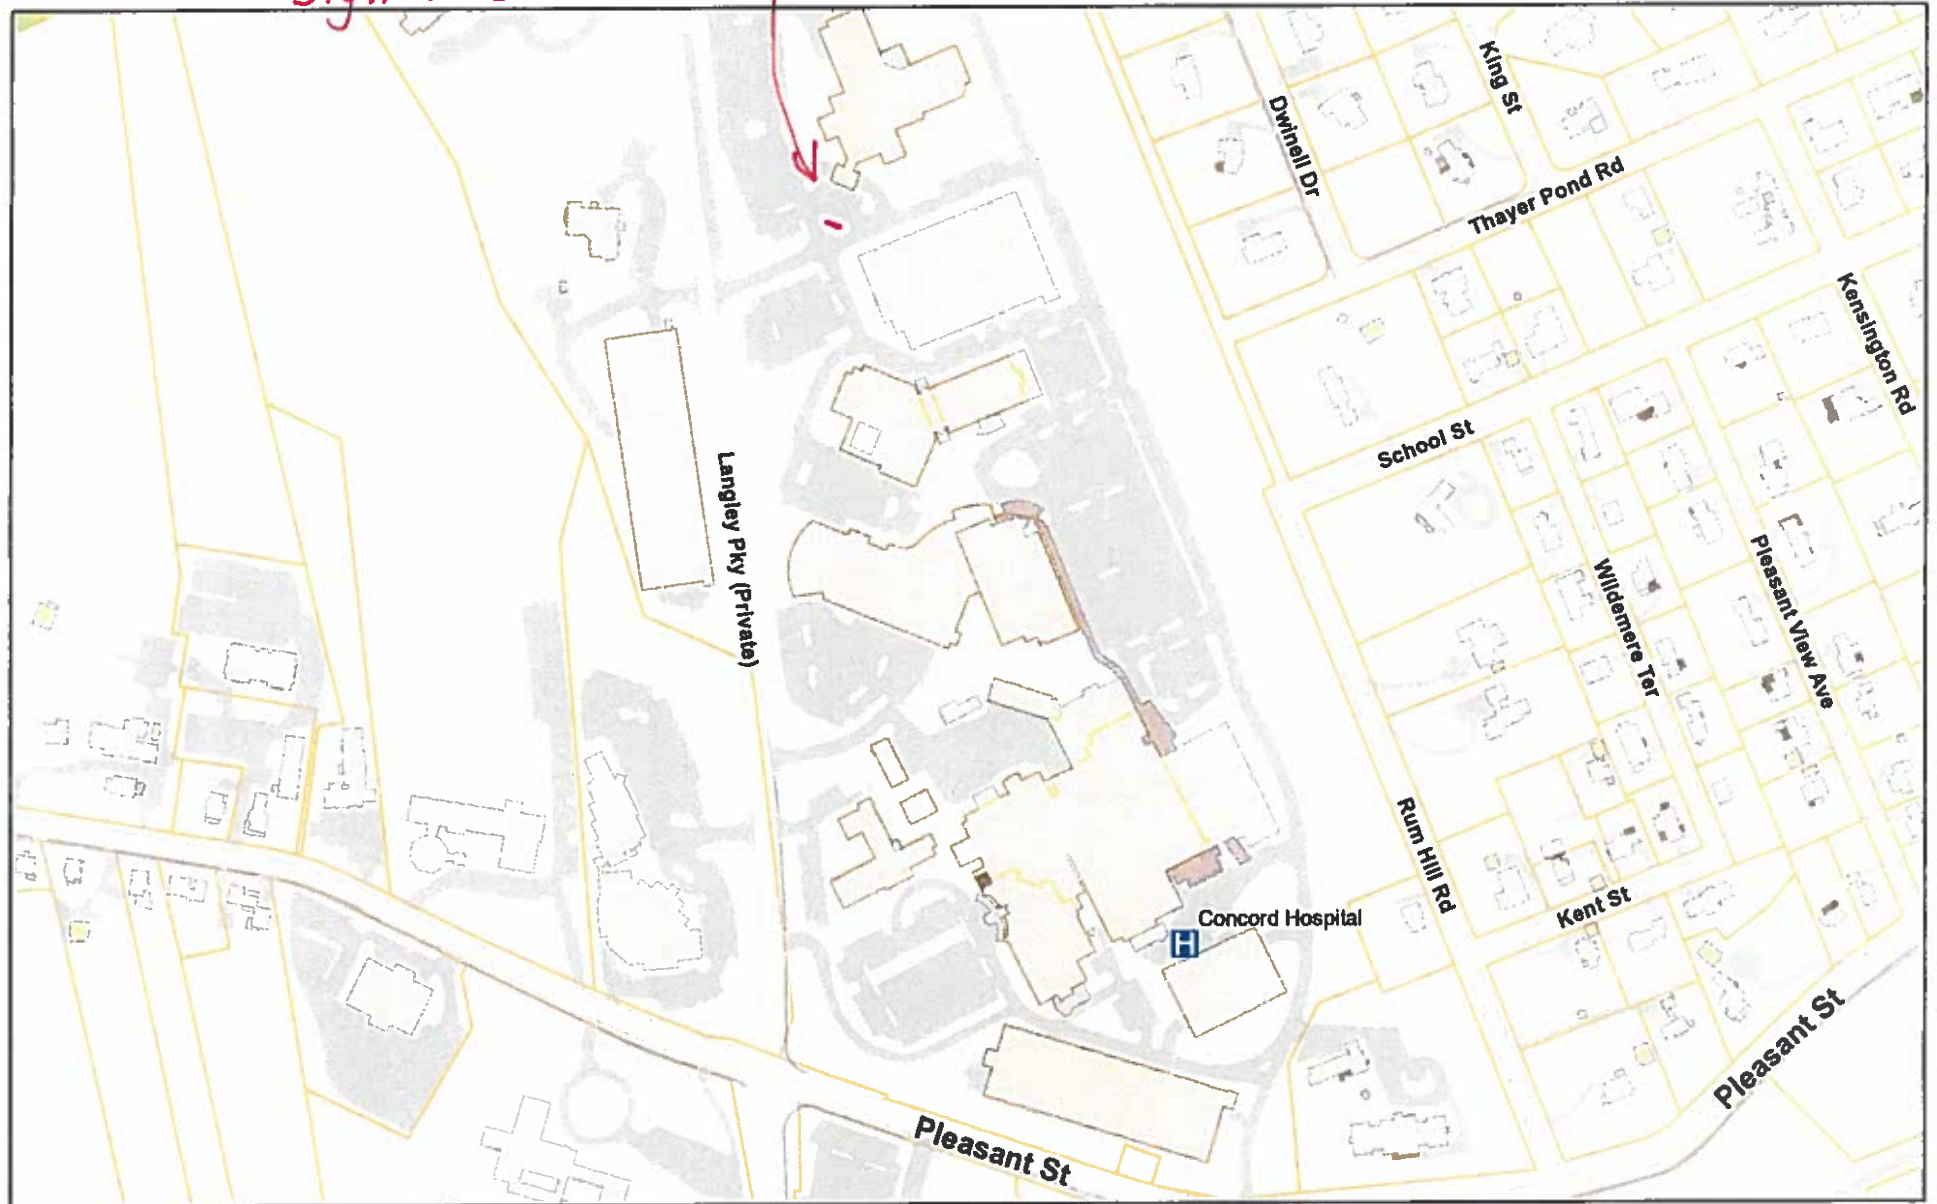 Sign
King St
Dwinell Dr
Thayer Pond Rd
Kensington Rd
School St
Langley Pky (Private)
Wildemere Ter
Pleasant View Ave
Rum Hill Rd
Kent St
Concord Hospital
H
Pleasant St
Pleasant St